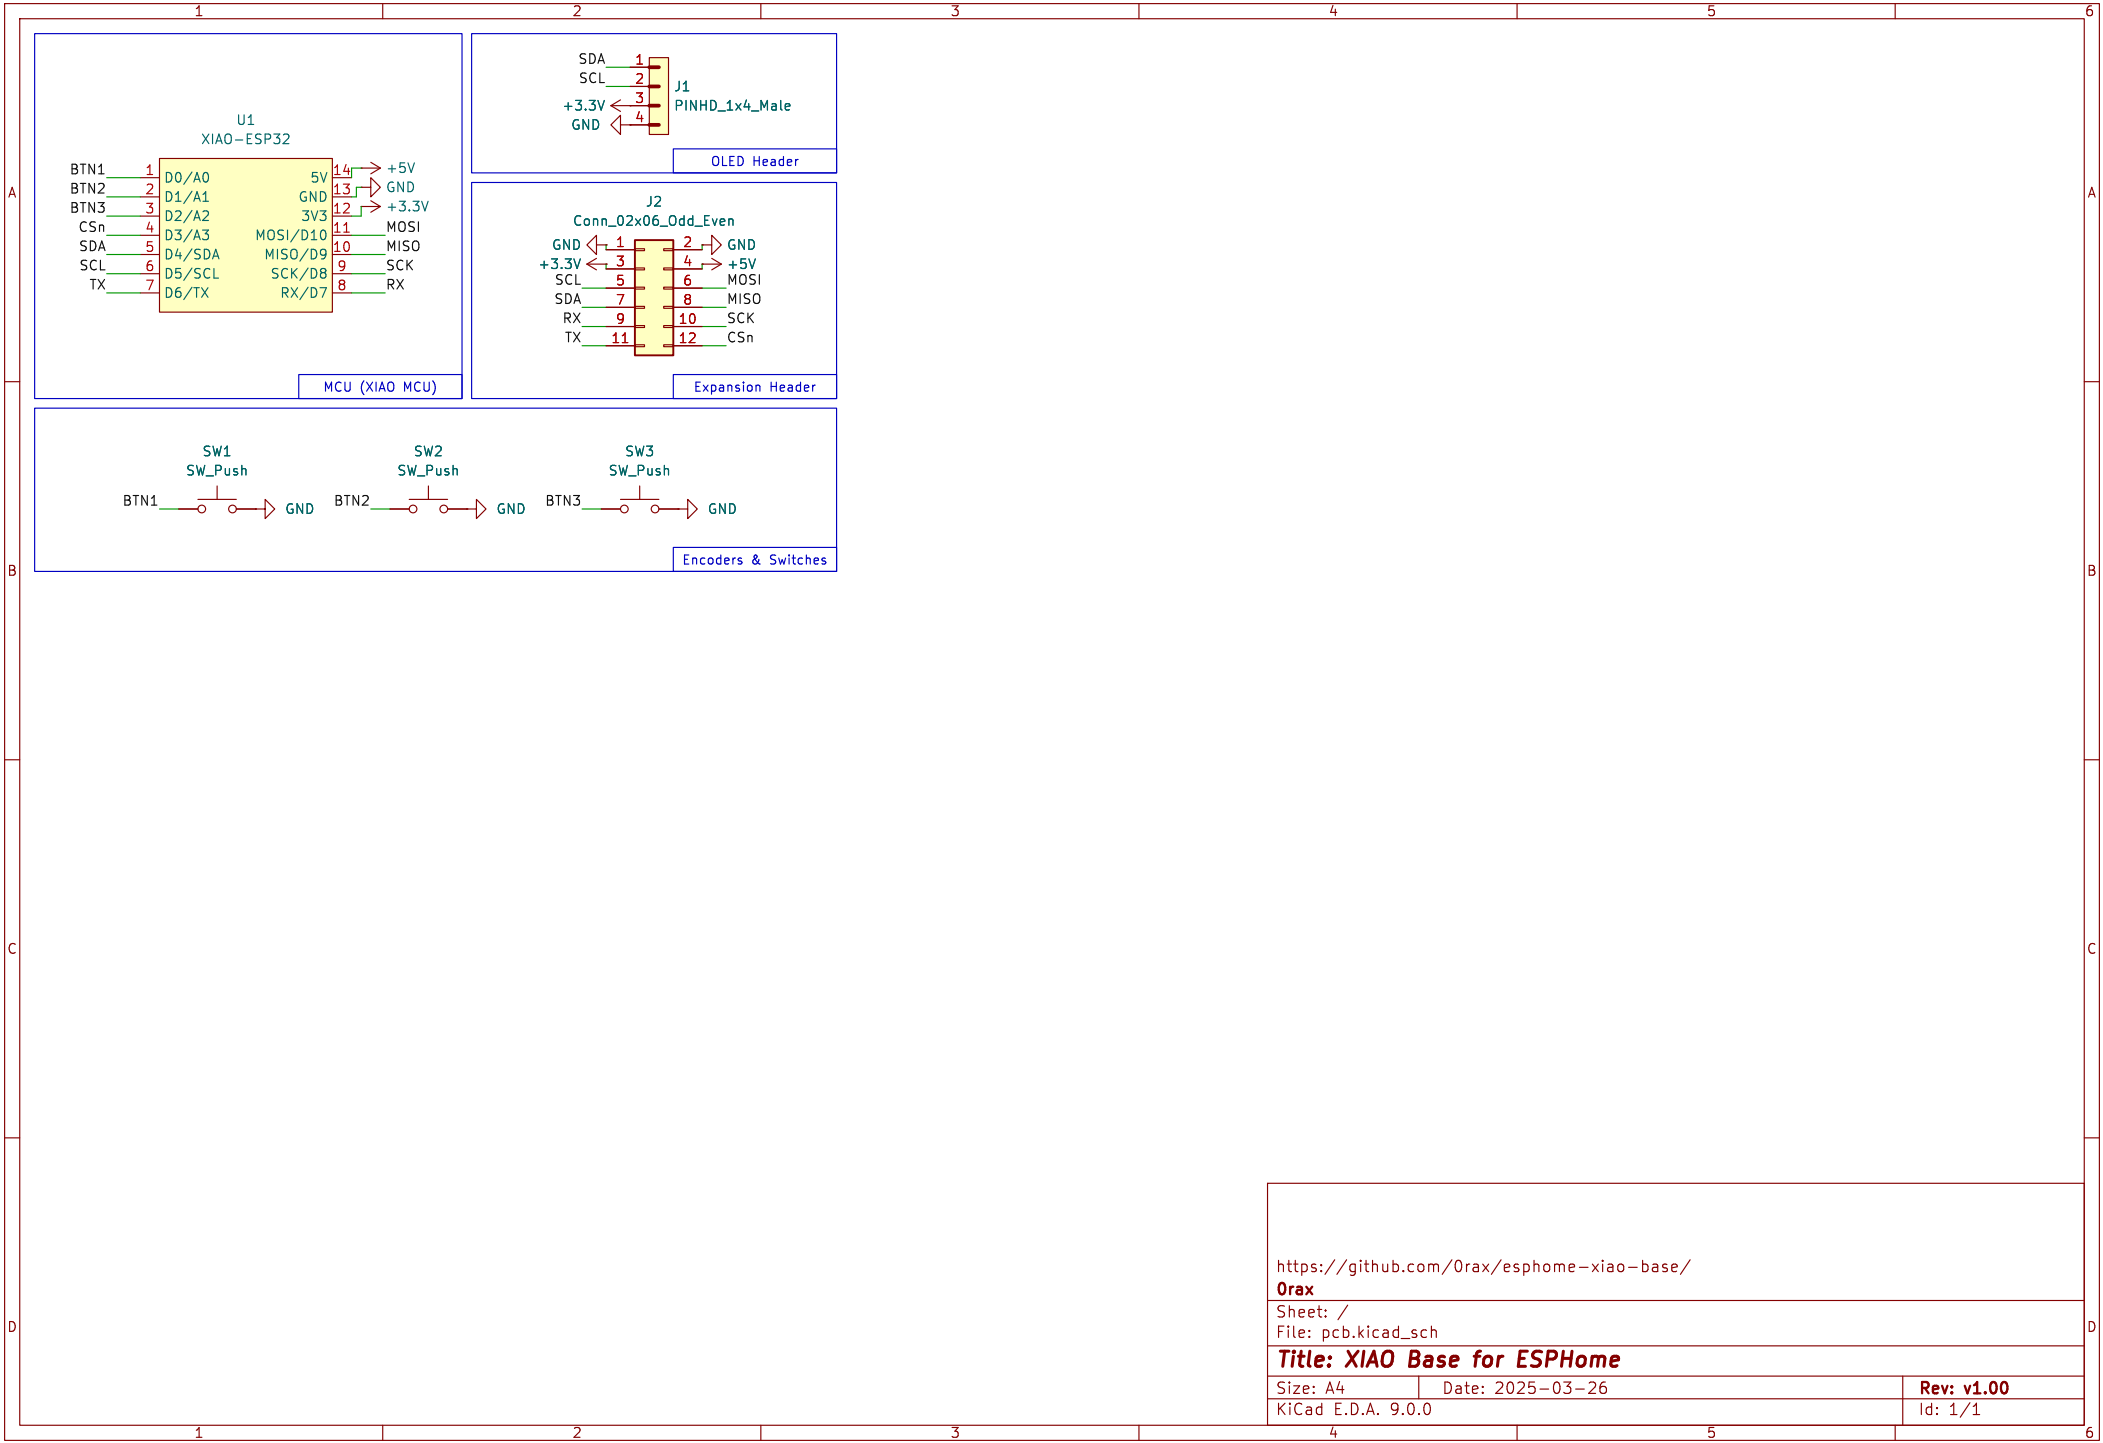 1 2 3 4 5 6
A
B
C
D
U1
XIAO-ESP32
BTN1 1 D0/A0 5V 14 +5V
BTN2 2 D1/A1 GND 13 GND
BTN3 3 D2/A2 3V3 12 +3.3V
CSn 4 D3/A3 MOSI/D10 11 MOSI
SDA 5 D4/SDA MISO/D9 10 MISO
SCL 6 D5/SCL SCK/D8 9 SCK
TX 7 D6/TX RX/D7 8 RX
MCU (XIAO MCU)
SDA 1
SCL 2
+3.3V 3
GND 4
J1
PINHD_1x4_Male
OLED Header
J2
Conn_02x06_Odd_Even
GND 1 2 GND
+3.3V 3 4 +5V
SCL 5 6 MOSI
SDA 7 8 MISO
RX 9 10 SCK
TX 11 12 CSn
Expansion Header
SW1
SW_Push
BTN1 GND
SW2
SW_Push
BTN2 GND
SW3
SW_Push
BTN3 GND
Encoders & Switches
A
B
C
D
https://github.com/0rax/esphome-xiao-base/
0rax
Sheet: /
File: pcb.kicad_sch
Title: XIAO Base for ESPHome
Size: A4 Date: 2025-03-26 Rev: v1.00
KiCad E.D.A. 9.0.0 Id: 1/1
1 2 3 4 5 6